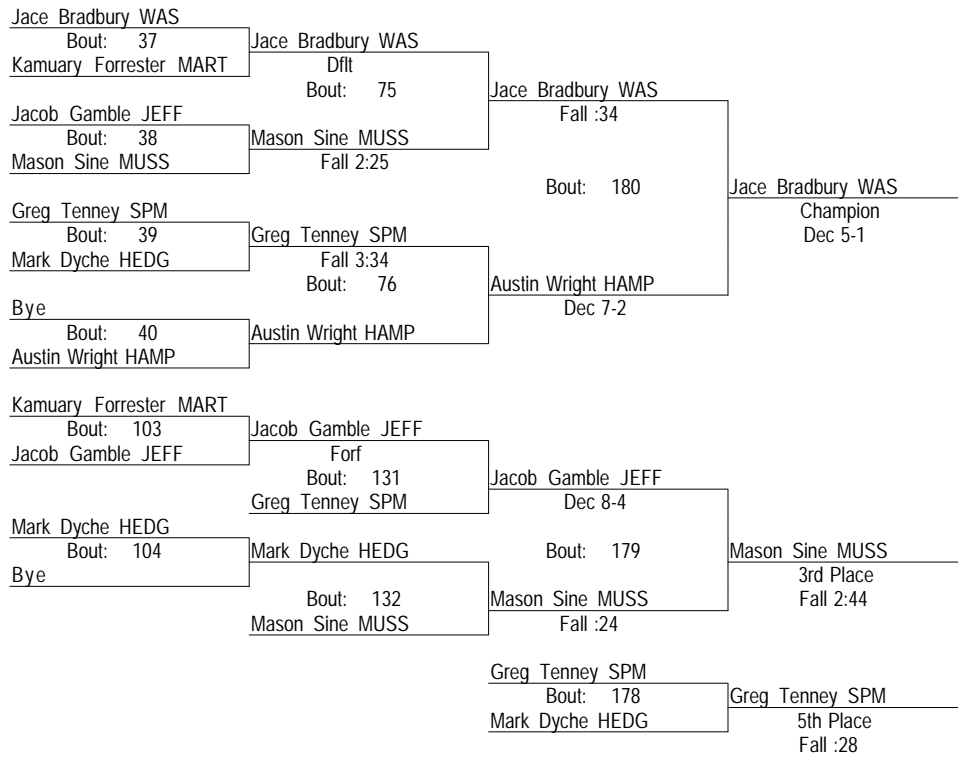 Jace Bradbury WAS
Bout: 37
Kamuary Forrester MART
Jace Bradbury WAS
Dflt
Bout: 75
Jacob Gamble JEFF
Bout: 38
Mason Sine MUSS
Mason Sine MUSS
Fall 2:25
Jace Bradbury WAS
Fall :34
Bout: 180
Greg Tenney SPM
Bout: 39
Mark Dyche HEDG
Greg Tenney SPM
Fall 3:34
Bout: 76
Bye
Bout: 40
Austin Wright HAMP
Austin Wright HAMP
Austin Wright HAMP
Dec 7-2
Jace Bradbury WAS
Champion
Dec 5-1
Kamuary Forrester MART
Bout: 103
Jacob Gamble JEFF
Jacob Gamble JEFF
Forf
Bout: 131
Greg Tenney SPM
Jacob Gamble JEFF
Dec 8-4
Mark Dyche HEDG
Bout: 104
Bye
Mark Dyche HEDG
Bout: 132
Mason Sine MUSS
Bout: 179
Mason Sine MUSS
Fall :24
Mason Sine MUSS
3rd Place
Fall 2:44
Greg Tenney SPM
Bout: 178
Mark Dyche HEDG
Greg Tenney SPM
5th Place
Fall :28